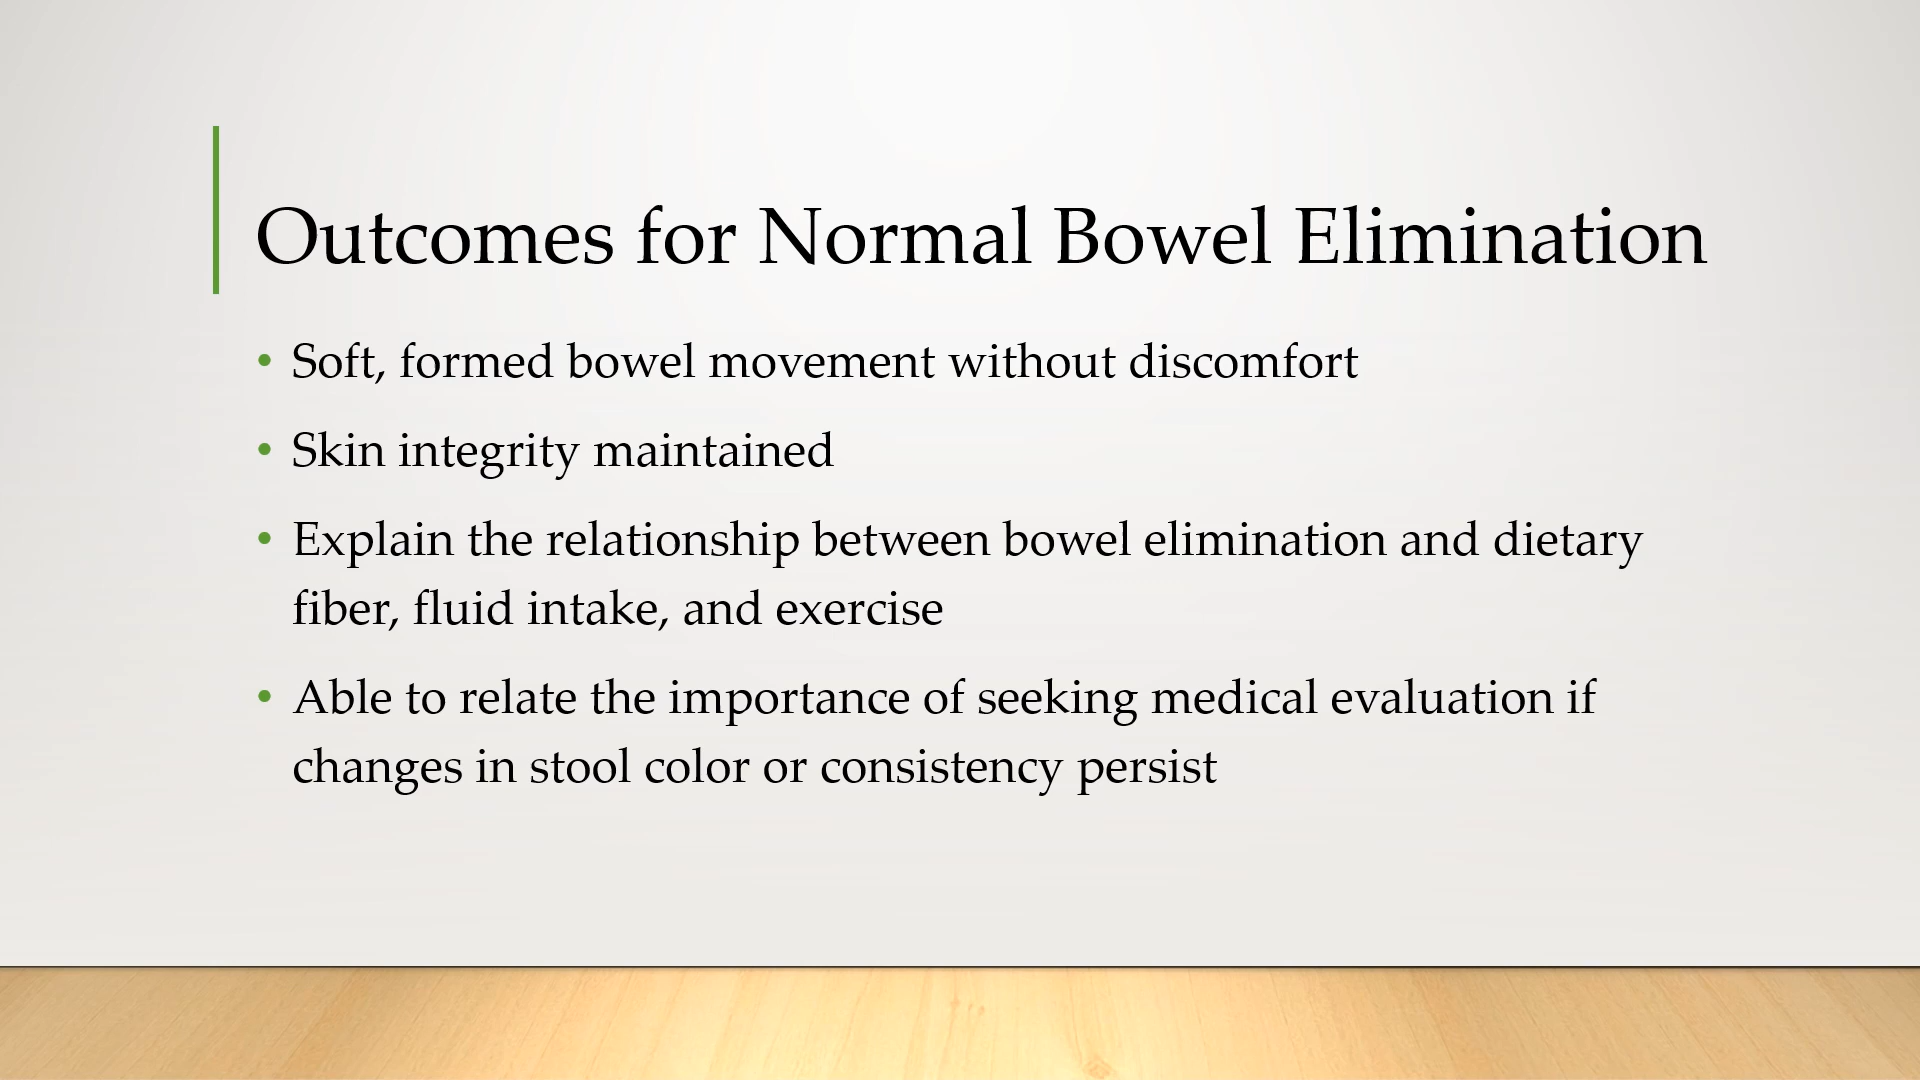 Outcomes for Normal Bowel Elimination
• Soft, formed bowel movement without discomfort
• Skin integrity maintained
• Explain the relationship between bowel elimination and dietary
fiber, fluid intake, and exercise
• Able to relate the importance of seeking medical evaluation if
changes in stool color or consistency persist